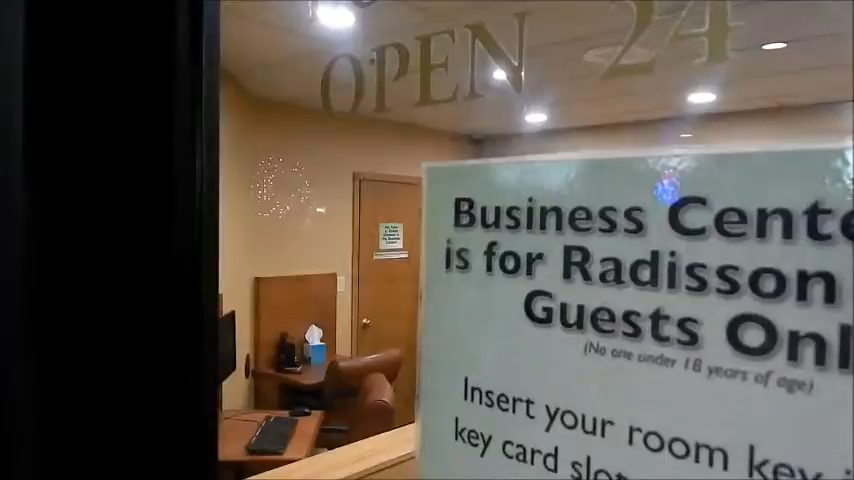 OPEN 24
Business Cente
is for Radisson
Guests Onl
(No one under 18 years of age)
Insert your room key i
key card slot